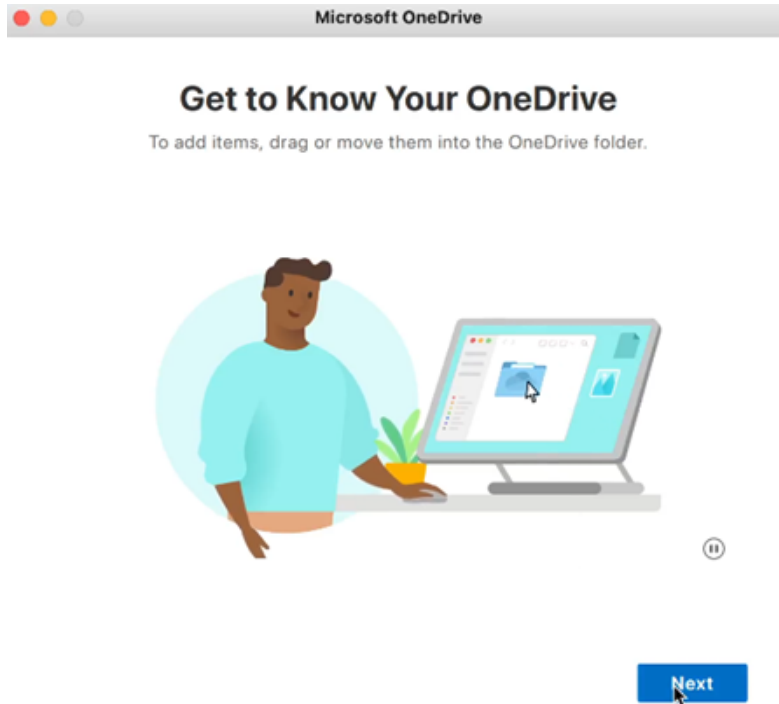 Microsoft OneDrive
Get to Know Your OneDrive
To add items, drag or move them into the OneDrive folder.
Next